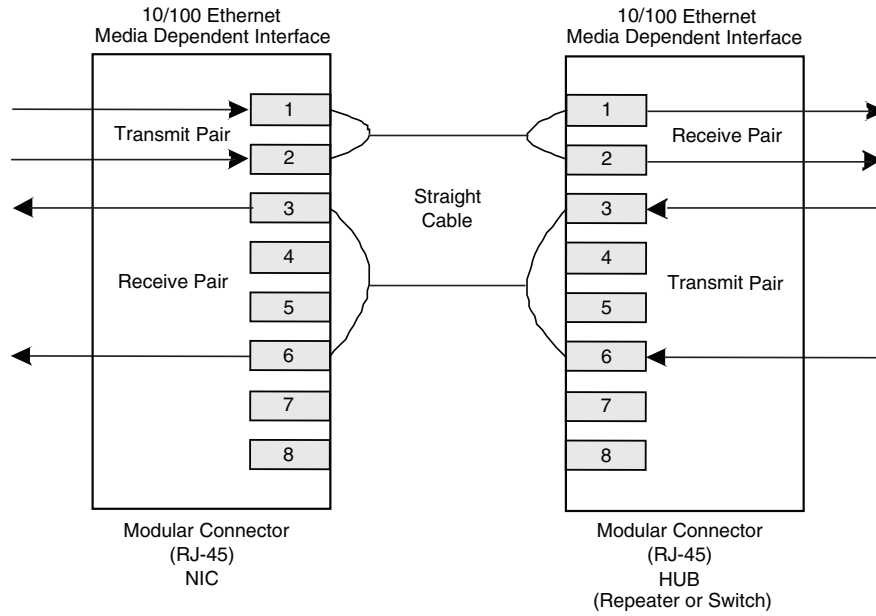 10/100 Ethernet
Media Dependent Interface
1
2
3
4
5
6
7
8
Transmit Pair
Receive Pair
Modular Connector
(RJ-45)
NIC
Straight
Cable
10/100 Ethernet
Media Dependent Interface
1
2
3
4
5
6
7
8
Receive Pair
Transmit Pair
Modular Connector
(RJ-45)
HUB
(Repeater or Switch)